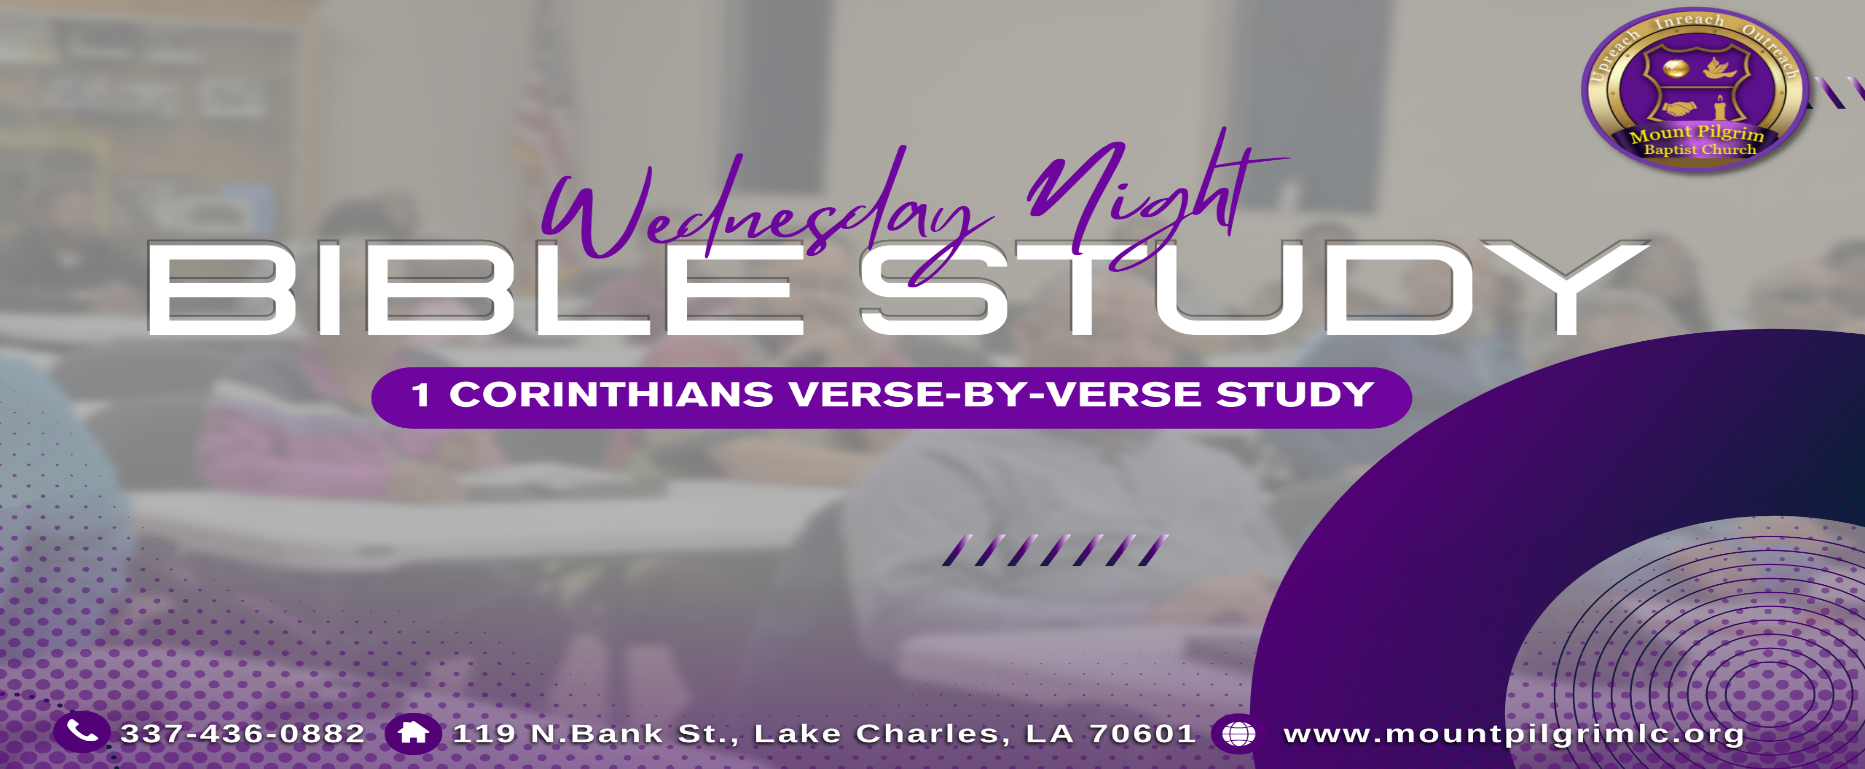 Upreach Inreach Outreach
Mount Pilgrim
Baptist Church
Wednesday Night
BIBLE STUDY
1 CORINTHIANS VERSE-BY-VERSE STUDY
337-436-0882
119 N.Bank St., Lake Charles, LA 70601
www.mountpilgrimlc.org